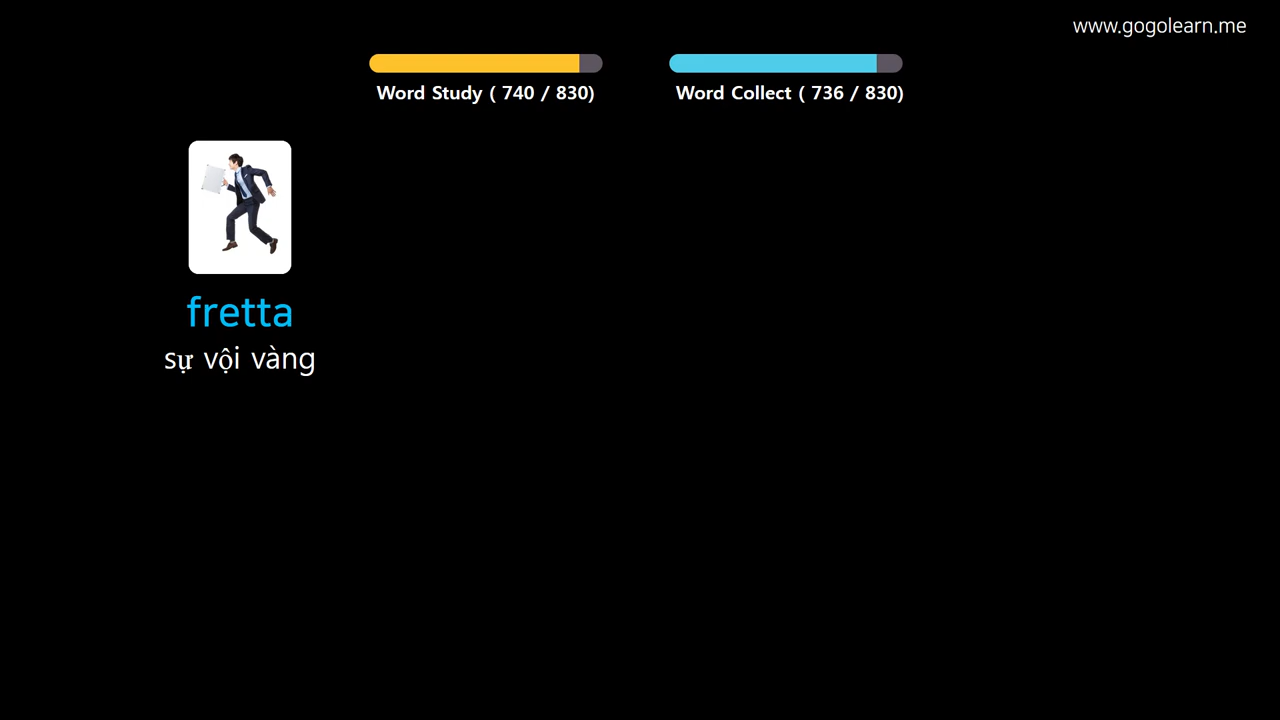 www.gogolearn.me
Word Study ( 740 / 830)
Word Collect ( 736 / 830)
fretta
sự vội vàng